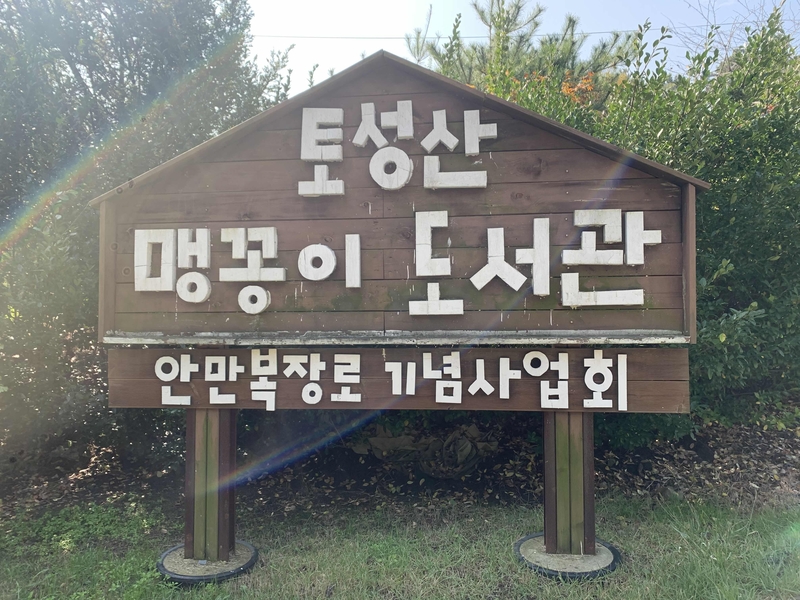 토성산
맹꽁이 도서관
안만복장로 기념사업회